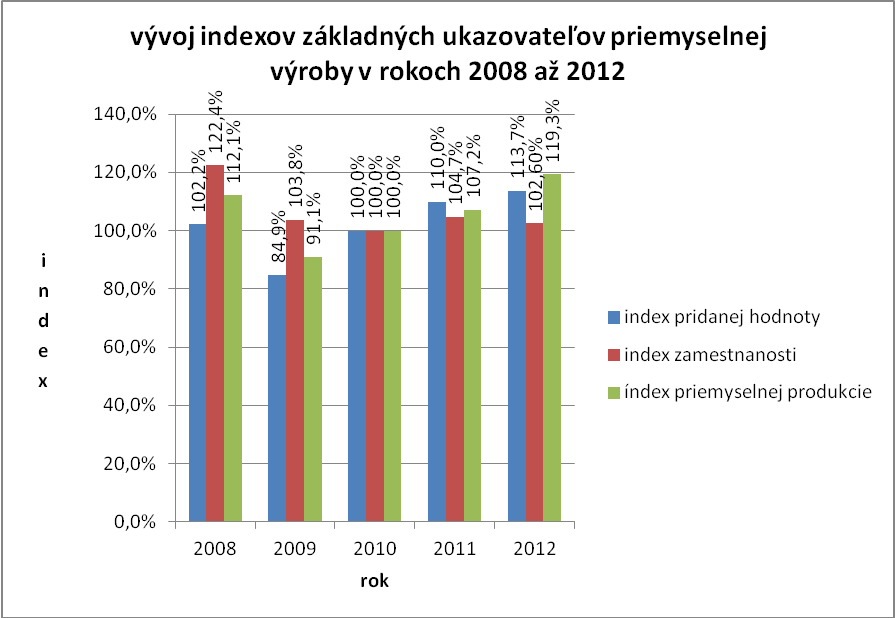 vývoj indexov základných ukazovateľov priemyselnej
výroby v rokoch 2008 až 2012
140,0%
120,0%
100,0%
80,0%
60,0%
40,0%
20,0%
0,0%
index
102,2%
122,4%
112,1%
84,9%
103,8%
91,1%
100,0%
100,0%
100,0%
110,0%
104,7%
107,2%
113,7%
102,60%
119,3%
2008 2009 2010 2011 2012
rok
index pridanej hodnoty
index zamestnanosti
índex priemyselnej produkcie